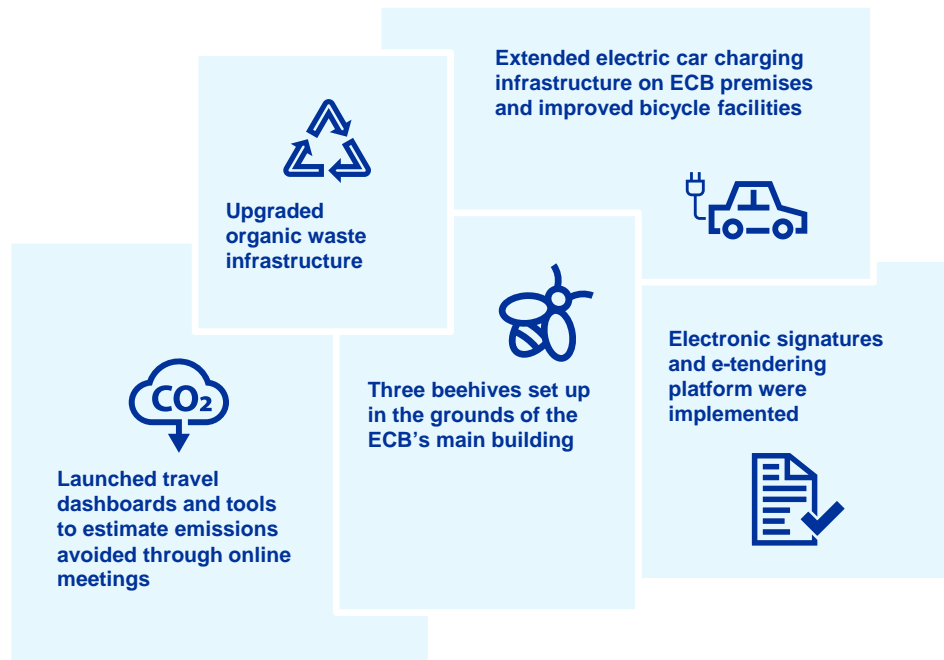 Extended electric car charging
infrastructure on ECB premises
and improved bicycle facilities
Upgraded
organic waste
infrastructure
Electronic signatures
and e-tendering
platform were
implemented
Three beehives set up
in the grounds of the
ECB’s main building
CO₂
Launched travel
dashboards and tools
to estimate emissions
avoided through online
meetings